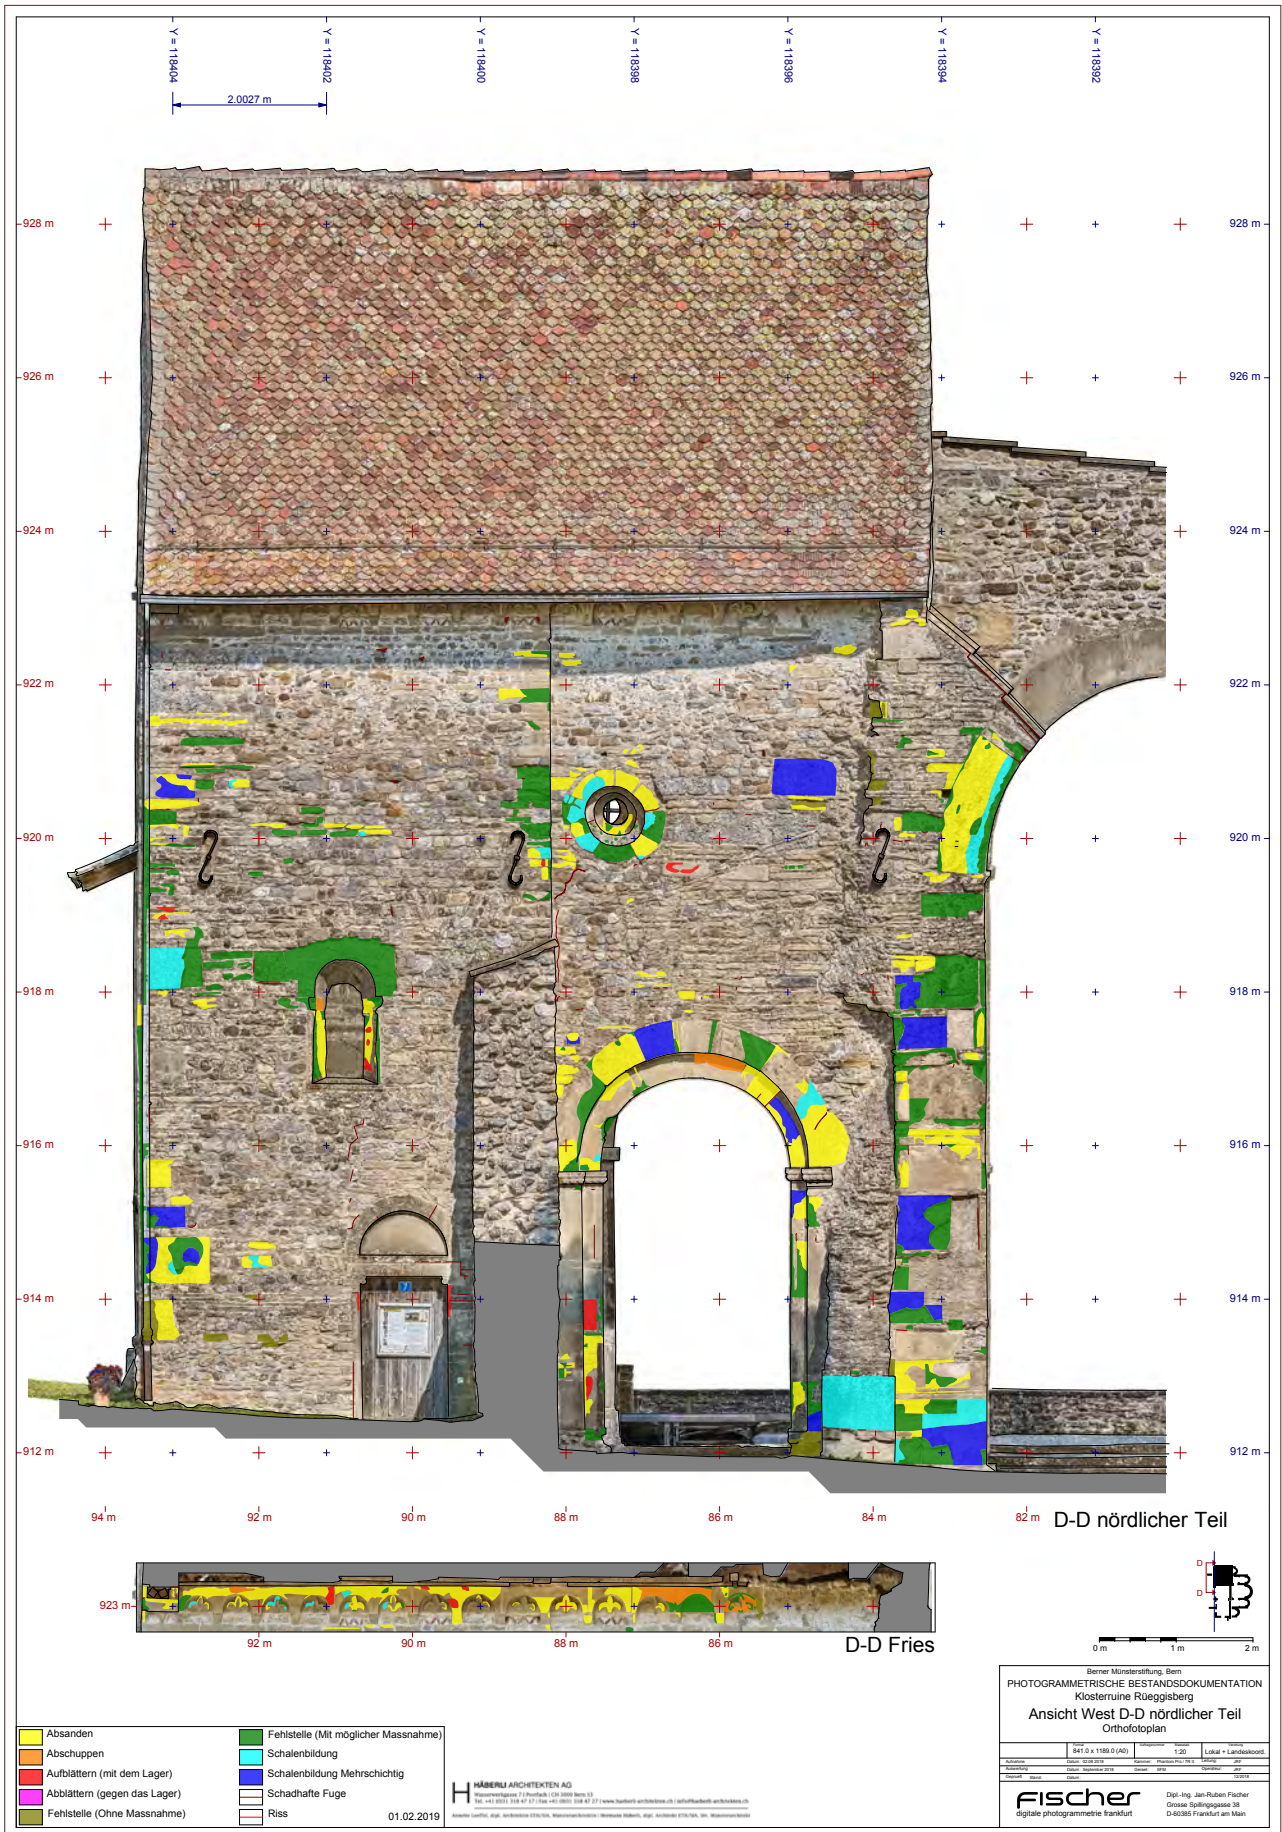 Y = 118404
Y = 118402
Y = 118400
Y = 118398
Y = 118396
Y = 118394
Y = 118392
2.0027 m
928 m
928 m
926 m
926 m
924 m
924 m
922 m
922 m
920 m
920 m
918 m
918 m
916 m
916 m
914 m
914 m
912 m
912 m
94 m
92 m
90 m
88 m
86 m
84 m
82 m
D-D nördlicher Teil
D
D
923 m
92 m
90 m
88 m
86 m
D-D Fries
0 m
1 m
2 m
Berner Münsterstiftung, Bern
PHOTOGRAMMETRISCHE BESTANDSDOKUMENTATION
Klosterruine Rüeggisberg
Ansicht West D-D nördlicher Teil
Orthofotoplan
841.0 x 1189.0 (A0)
1:20
Lokal + Landeskoord.
Fischer
digitale photogrammetrie frankfurt
Dipl.-Ing. Jan-Ruben Fischer
Grosse Spillingsgasse 38
D-60385 Frankfurt am Main
Absanden
Abschuppen
Aufblättern (mit dem Lager)
Abblättern (gegen das Lager)
Fehlstelle (Ohne Massnahme)
Fehlstelle (Mit möglicher Massnahme)
Schalenbildung
Schalenbildung Mehrschichtig
Schadhafte Fuge
Riss
01.02.2019
HÄBERLI ARCHITEKTEN AG